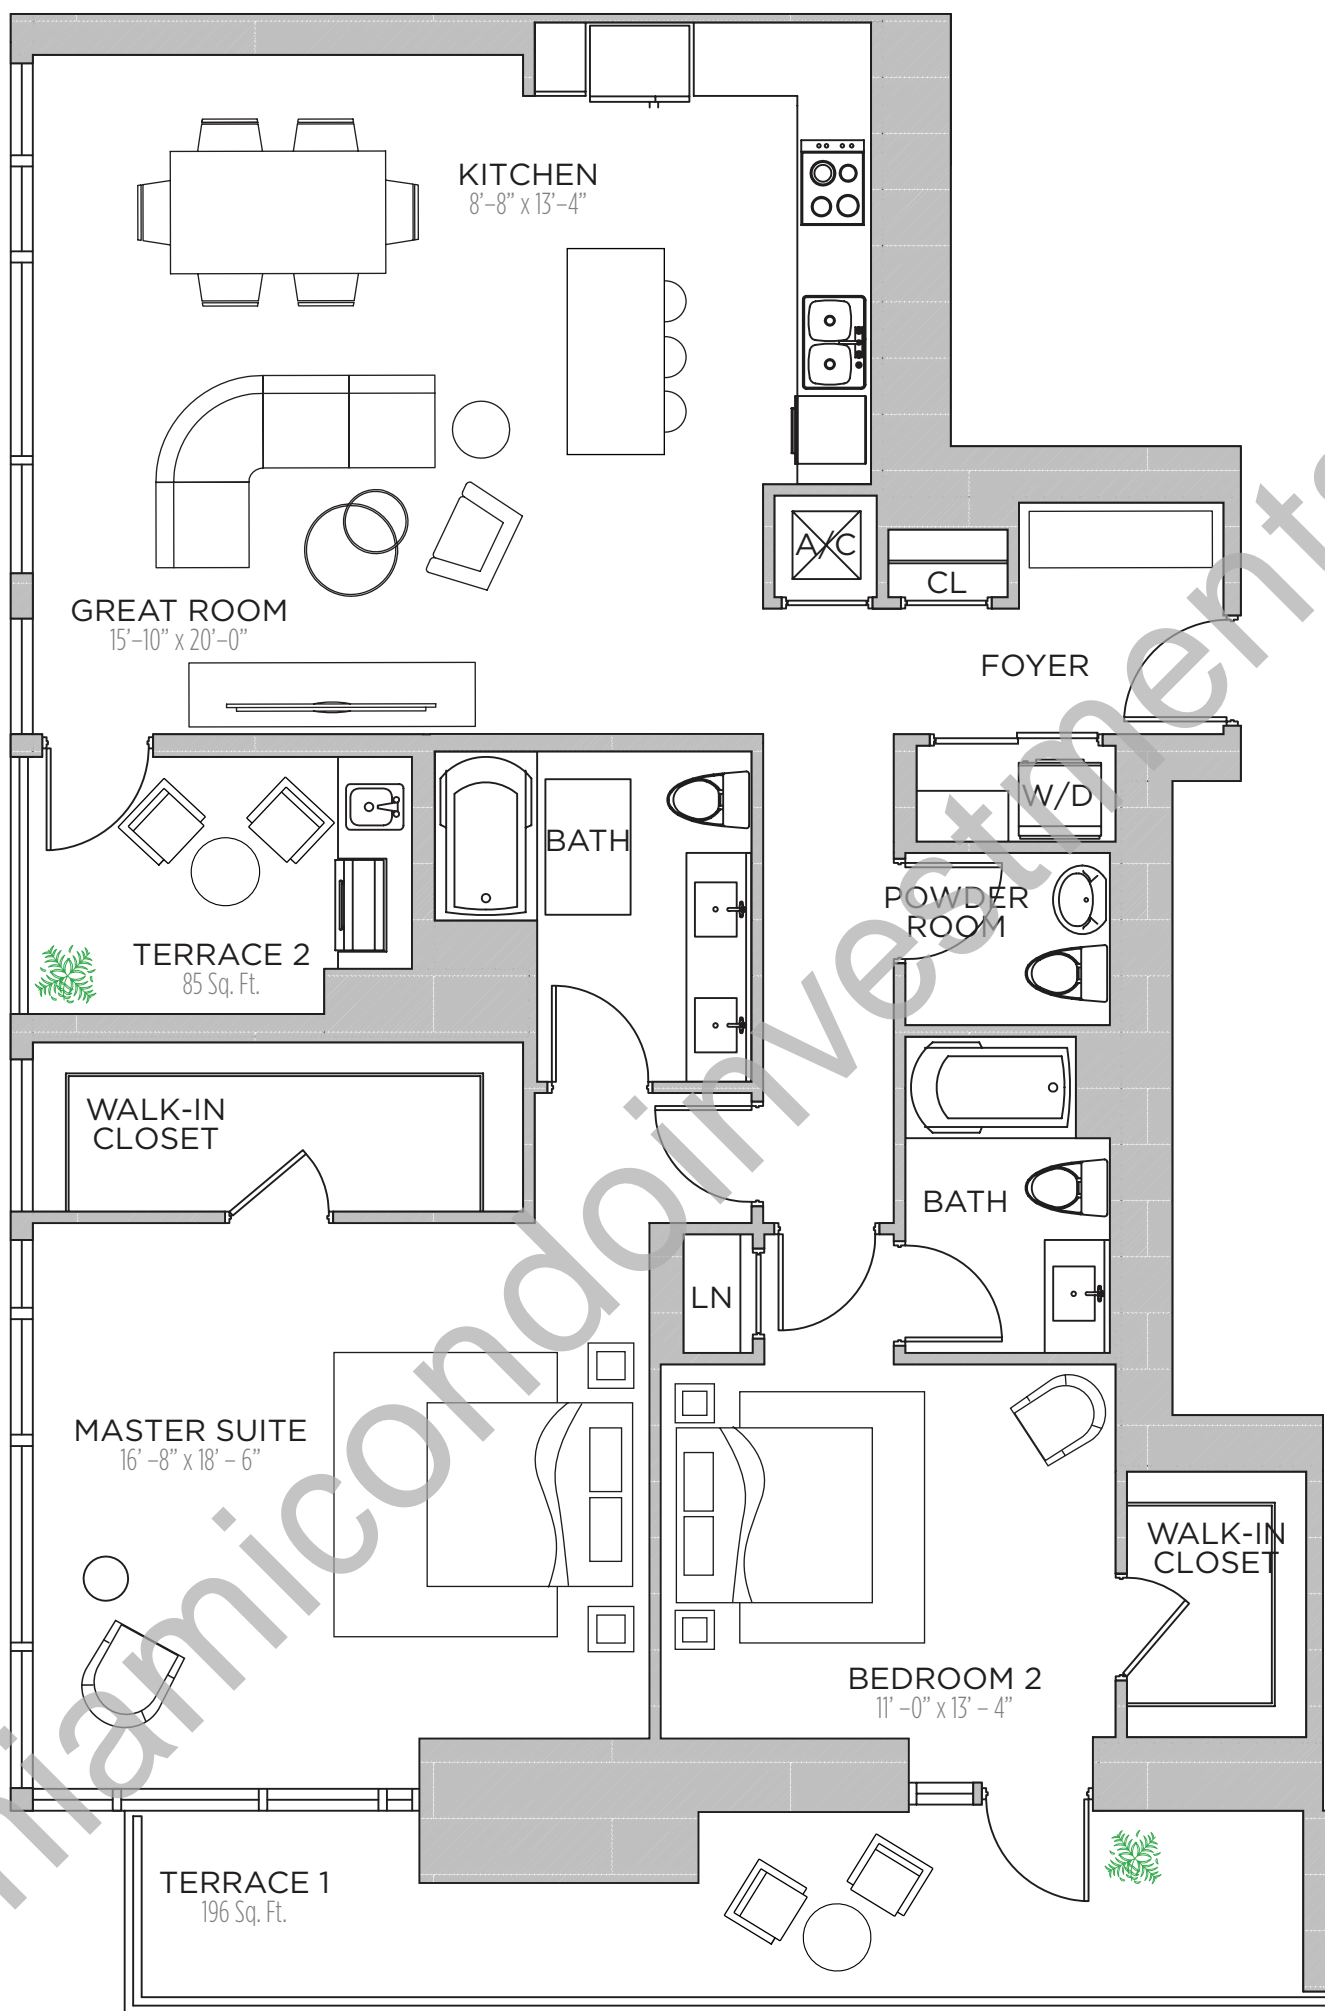 KITCHEN
8'–8" x 13'–4"
A/C
CL
GREAT ROOM
15'–10" x 20'–0"
FOYER
W/D
BATH
POWDER
ROOM
TERRACE 2
85 Sq. Ft.
WALK-IN
CLOSET
BATH
LN
MASTER SUITE
16' –8" x 18' – 6"
WALK-IN
CLOSET
BEDROOM 2
11' –0" x 13' – 4"
TERRACE 1
196 Sq. Ft.
miamicondoinvestments